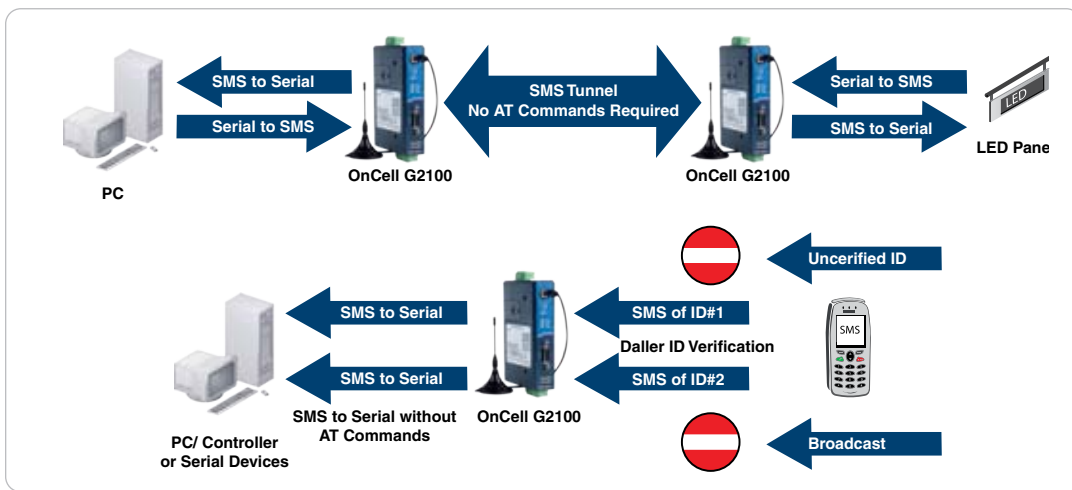 SMS to Serial
Serial to SMS
SMS Tunnel
No AT Commands Required
Serial to SMS
SMS to Serial
LED
PC
OnCell G2100
OnCell G2100
LED Pane
Uncerified ID
SMS to Serial
SMS of ID#1
SMS
Daller ID Verification
SMS to Serial
SMS of ID#2
SMS to Serial without
AT Commands
OnCell G2100
PC/ Controller
or Serial Devices
Broadcast